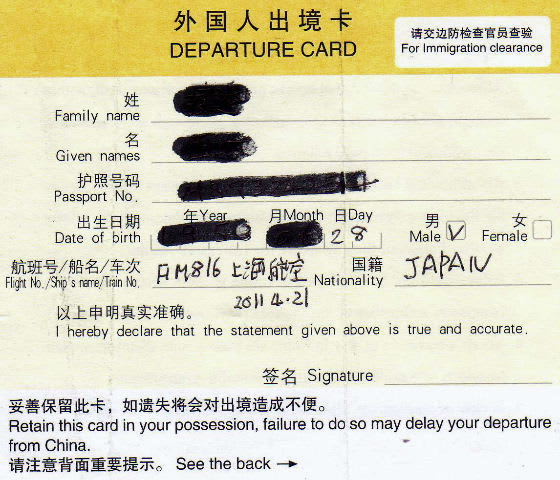 外国人出境卡
DEPARTURE CARD
请交边防检查官员查验
For Immigration clearance
姓
Family name
名
Given names
护照号码
Passport No.
出生日期 年Year 月Month 日Day 男 女
Date of birth 28 Male V Female
航班号/船名/车次 FM816 上海航空 国籍 JAPAN
Flight No./Ship's name/Train No. Nationality
2011 4.21
以上申明真实准确。
I hereby declare that the statement given above is true and accurate.
签名 Signature
妥善保留此卡，如遗失将会对出境造成不便。
Retain this card in your possession, failure to do so may delay your departure
from China.
请注意背面重要提示。 See the back →